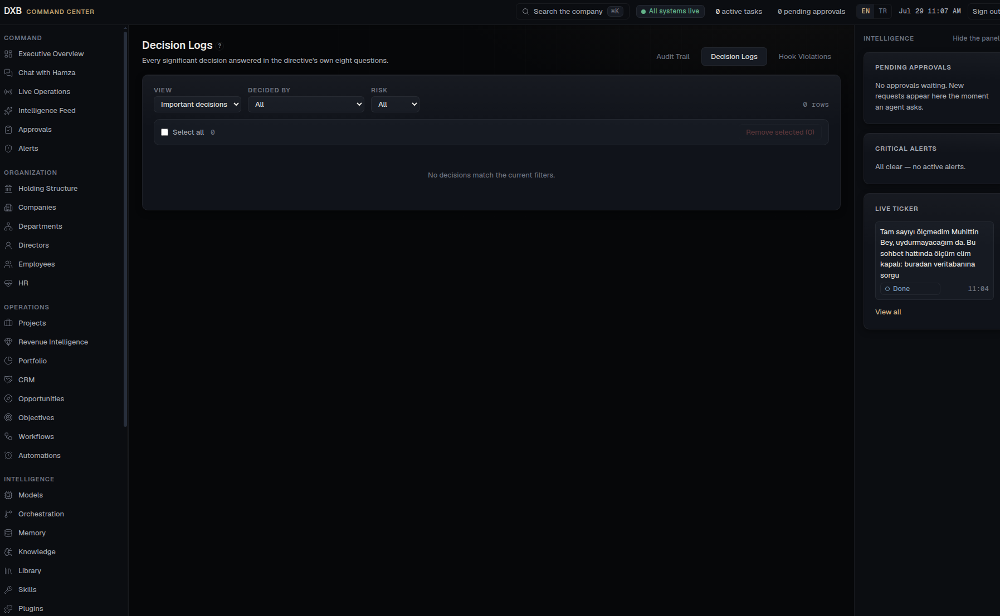 DXB COMMAND CENTER
Search the company ⌘K
All systems live
0 active tasks
0 pending approvals
EN TR
Jul 29 11:07 AM
Sign out
COMMAND
Executive Overview
Chat with Hamza
Live Operations
Intelligence Feed
Approvals
Alerts
ORGANIZATION
Holding Structure
Companies
Departments
Directors
Employees
HR
OPERATIONS
Projects
Revenue Intelligence
Portfolio
CRM
Opportunities
Objectives
Workflows
Automations
INTELLIGENCE
Models
Orchestration
Memory
Knowledge
Library
Skills
Plugins
Decision Logs ?
Every significant decision answered in the directive's own eight questions.
Audit Trail
Decision Logs
Hook Violations
VIEW
DECIDED BY
RISK
Important decisions
All
All
0 rows
Select all 0
Remove selected (0)
No decisions match the current filters.
INTELLIGENCE
Hide the panel
PENDING APPROVALS
No approvals waiting. New
requests appear here the moment
an agent asks.
CRITICAL ALERTS
All clear — no active alerts.
LIVE TICKER
Tam sayıyı ölçmedim Muhittin
Bey, uydurmayacağım da. Bu
sohbet hattında ölçüm elim
kapalı: buradan veritabanına
sorgu
Done
11:04
View all